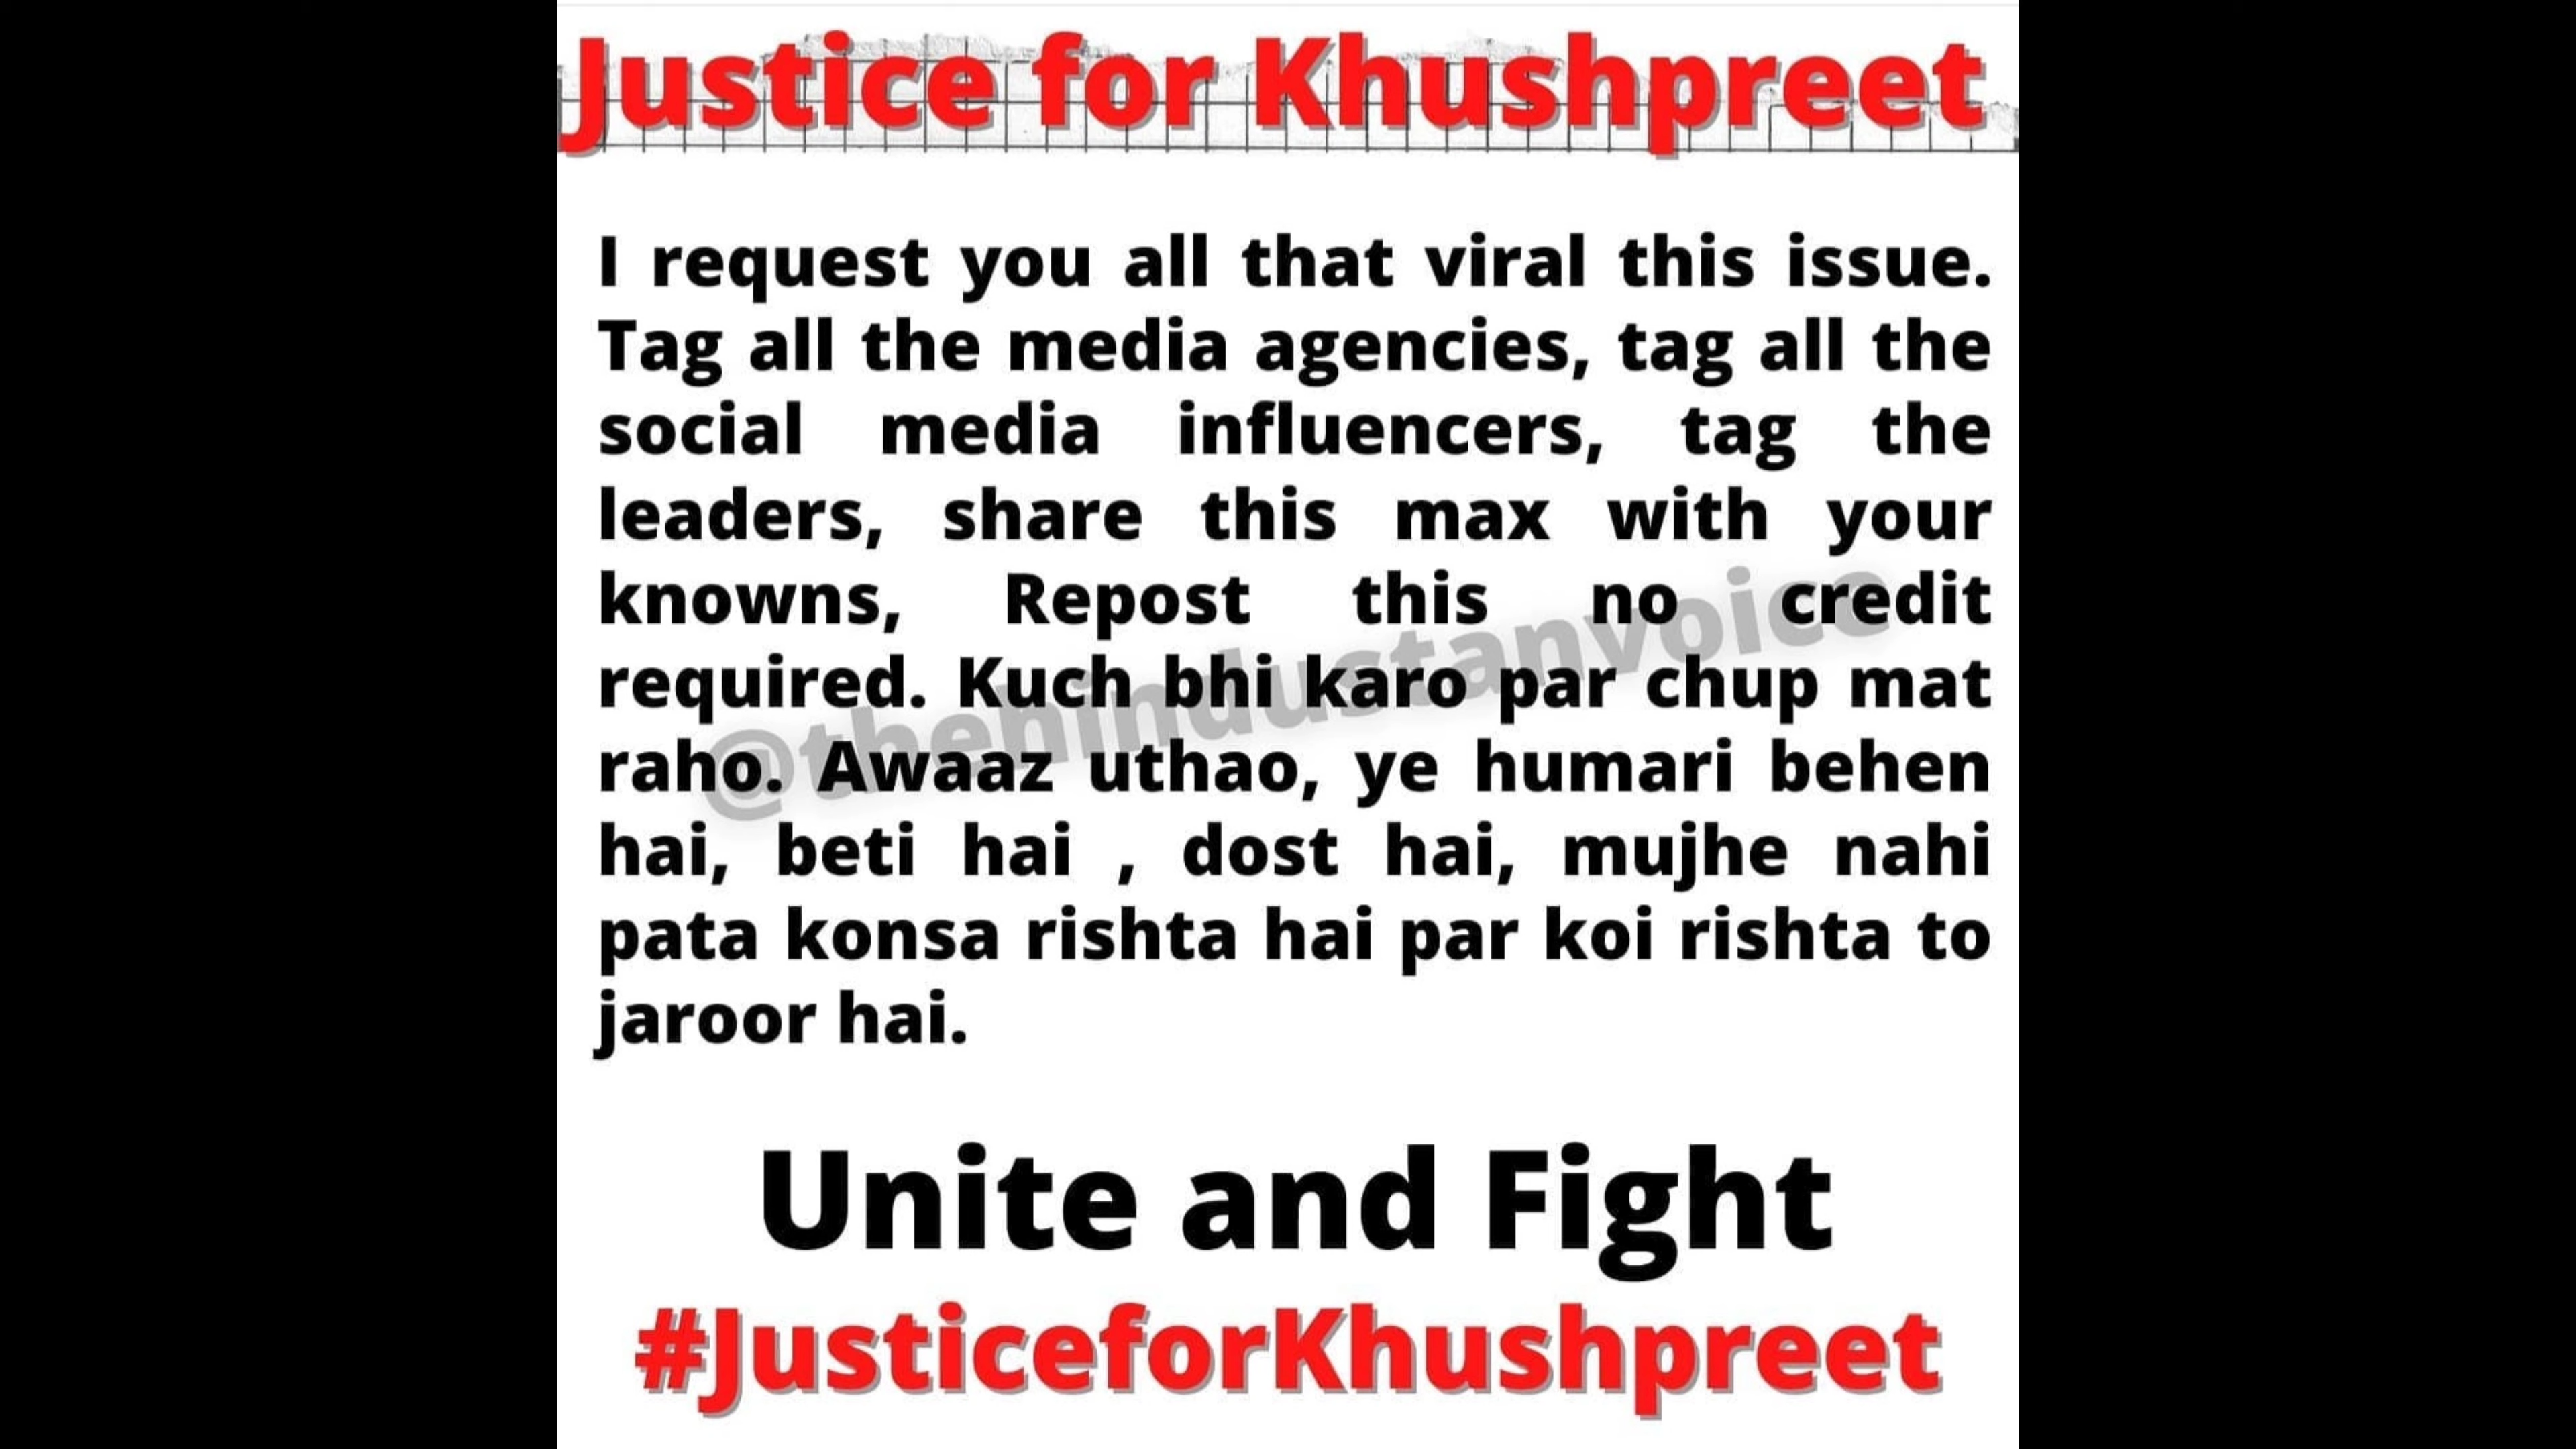 Justice for Khushpreet
I request you all that viral this issue.
Tag all the media agencies, tag all the
social media influencers, tag the
leaders, share this max with your
knowns, Repost this no credit
required. Kuch bhi karo par chup mat
raho. Awaaz uthao, ye humari behen
hai, beti hai , dost hai, mujhe nahi
pata konsa rishta hai par koi rishta to
jaroor hai.
@thehindustanvoice
Unite and Fight
#JusticeforKhushpreet